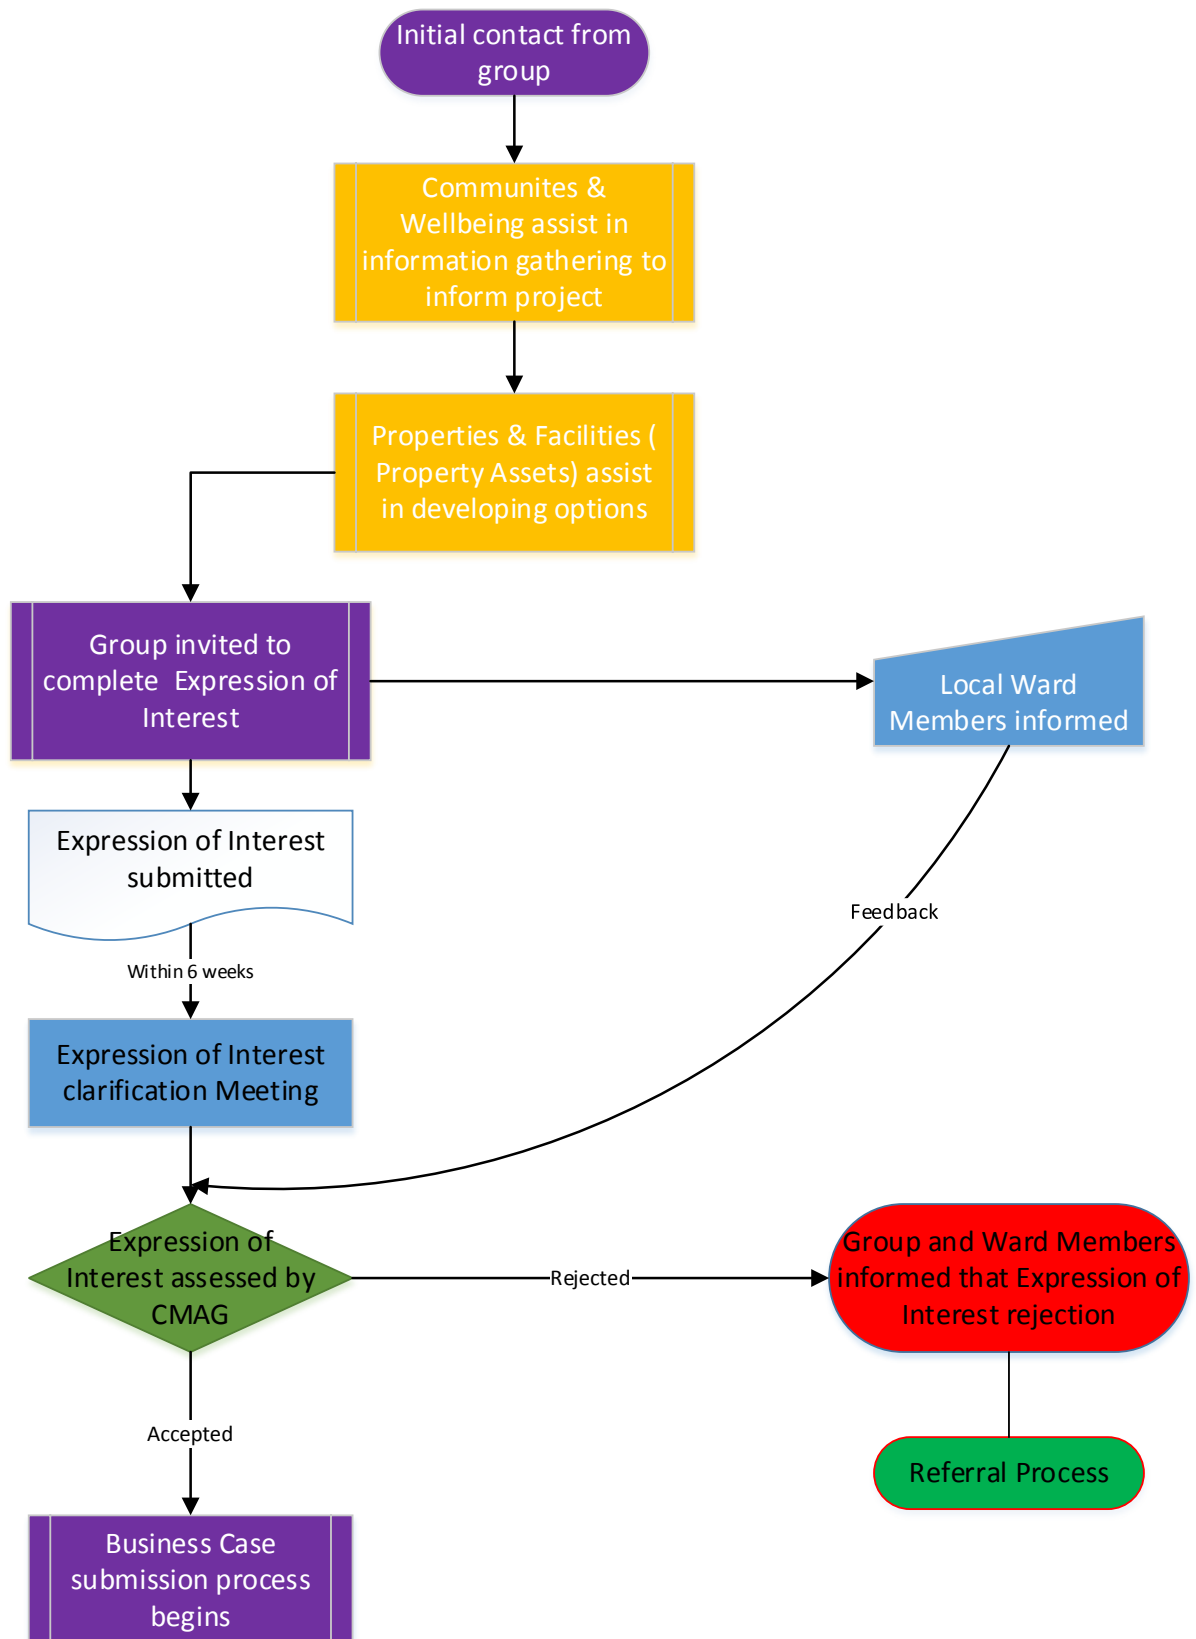 Initial contact from
group
Communites &
Wellbeing assist in
information gathering to
inform project
Properties & Facilities (
Property Assets) assist
in developing options
Group invited to
complete Expression of
Interest
Local Ward
Members informed
Expression of Interest
submitted
Feedback
Within 6 weeks
Expression of Interest
clarification Meeting
Expression of
Interest assessed by
CMAG
Rejected
Group and Ward Members
informed that Expression of
Interest rejection
Accepted
Referral Process
Business Case
submission process
begins